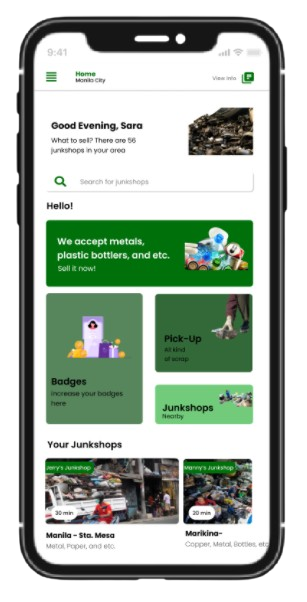 9:41
Home
Manila City
View Info
Good Evening, Sara
What to sell? There are 56
junkshops in your area
Search for junkshops
Hello!
We accept metals,
plastic bottlers, and etc.
Sell it now!
Badges
increase your badges
here
Pick-Up
All kind
of scrap
Junkshops
Nearby
Your Junkshops
Jerry's Junkshop
30 min
Manila - Sta. Mesa
Metal, Paper, and etc.
Manny's Junkshop
30 min
Marikina-
Copper, Metal, Bottles, etc